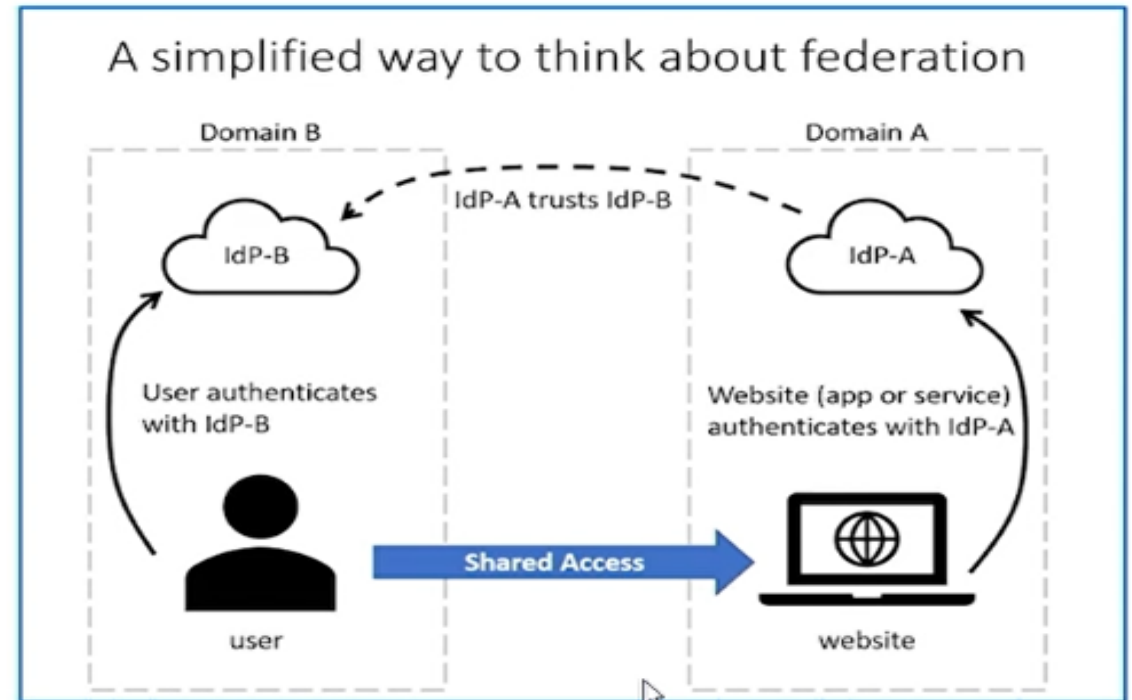 A simplified way to think about federation
Domain B
Domain A
IdP-A trusts IdP-B
IdP-B
IdP-A
User authenticates
with IdP-B
Website (app or service)
authenticates with IdP-A
Shared Access
user
website